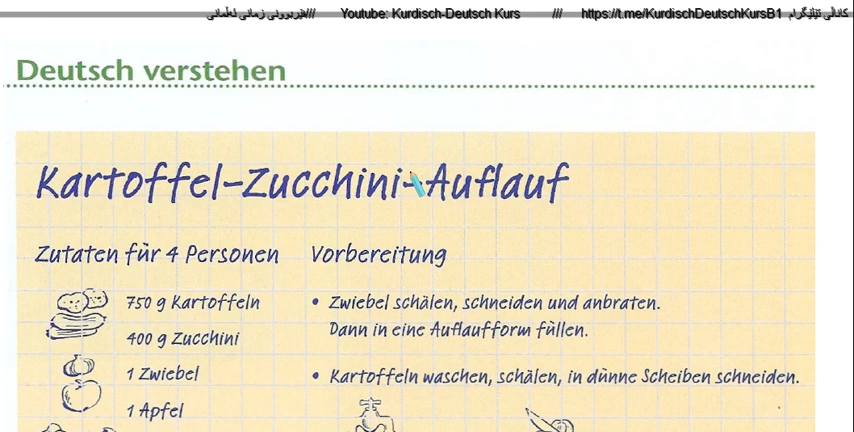 فێربوونی زمانی ئەڵمانی/// Youtube: Kurdisch-Deutsch Kurs /// https://t.me/KurdischDeutschKursB1 کاناڵی تێلێگرام
Deutsch verstehen
Kartoffel-Zucchini-Auflauf
Zutaten für 4 Personen
750 g Kartoffeln
400 g Zucchini
1 Zwiebel
1 Apfel
Vorbereitung
• Zwiebel schälen, schneiden und anbraten.
Dann in eine Auflaufform füllen.
• Kartoffeln waschen, schälen, in dünne Scheiben schneiden.